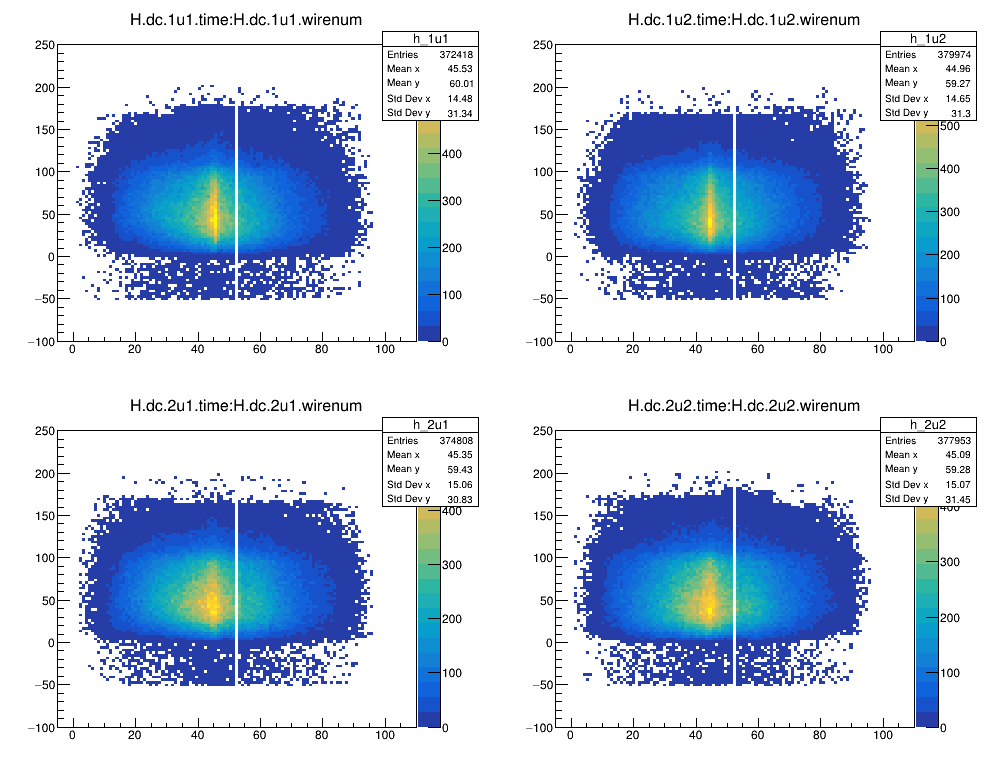 H.dc.1u1.time:H.dc.1u1.wirenum
h_1u1
Entries 372418
Mean x 45.53
Mean y 60.01
Std Dev x 14.48
Std Dev y 31.34
250
200
150
100
50
0
−50
−100
0 20 40 60 80 100
400
300
200
100
0
H.dc.1u2.time:H.dc.1u2.wirenum
h_1u2
Entries 379974
Mean x 44.96
Mean y 59.27
Std Dev x 14.65
Std Dev y 31.3
250
200
150
100
50
0
−50
−100
0 20 40 60 80 100
500
400
300
200
100
0
H.dc.2u1.time:H.dc.2u1.wirenum
h_2u1
Entries 374808
Mean x 45.35
Mean y 59.43
Std Dev x 15.06
Std Dev y 30.83
250
200
150
100
50
0
−50
−100
0 20 40 60 80 100
400
300
200
100
0
H.dc.2u2.time:H.dc.2u2.wirenum
h_2u2
Entries 377953
Mean x 45.09
Mean y 59.28
Std Dev x 15.07
Std Dev y 31.45
250
200
150
100
50
0
−50
−100
0 20 40 60 80 100
400
300
200
100
0